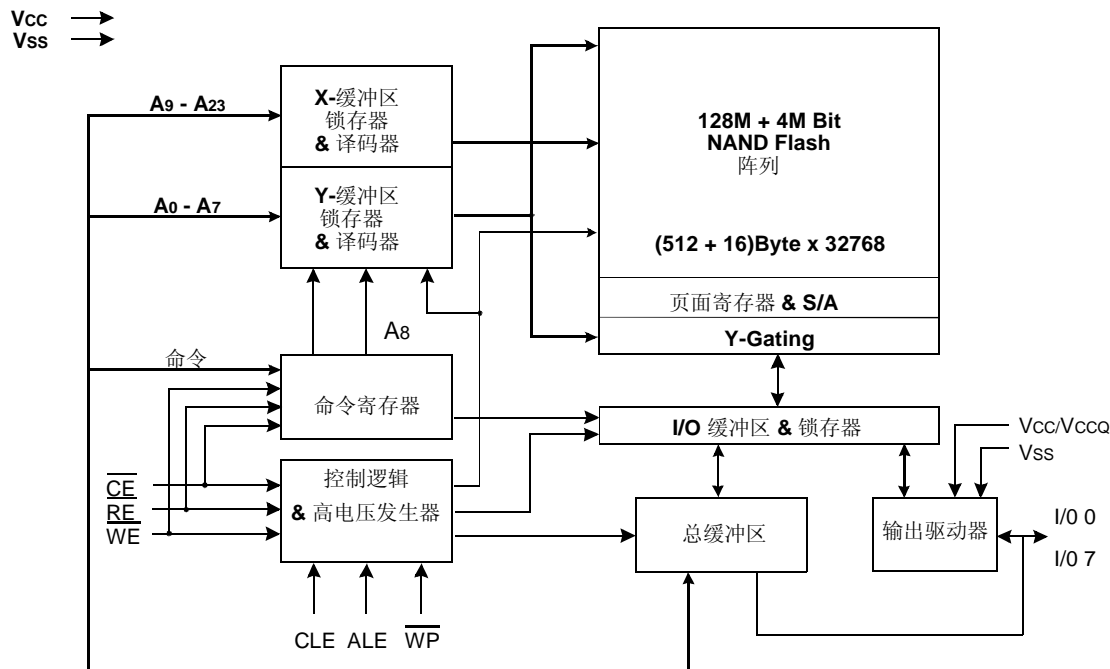 VCC
VSS
A9 - A23
X-缓冲区
锁存器
& 译码器
A0 - A7
Y-缓冲区
锁存器
& 译码器
128M + 4M Bit
NAND Flash
阵列
(512 + 16)Byte x 32768
页面寄存器 & S/A
Y-Gating
A8
命令
命令寄存器
I/O 缓冲区 & 锁存器
VCC/VCCQ
VSS
CE
RE
WE
控制逻辑
& 高电压发生器
总缓冲区
输出驱动器
I/0 0
I/0 7
CLE
ALE
WP